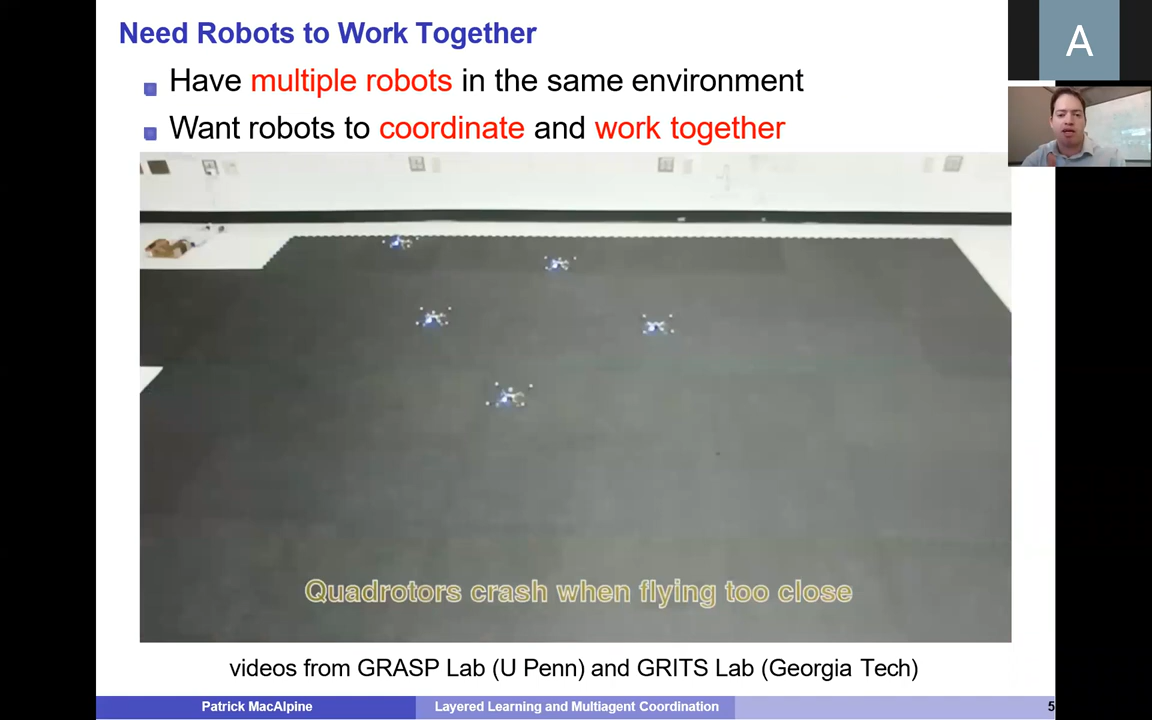 Need Robots to Work Together
A
Have multiple robots in the same environment
Want robots to coordinate and work together
Quadrotors crash when flying too close
videos from GRASP Lab (U Penn) and GRITS Lab (Georgia Tech)
Patrick MacAlpine
Layered Learning and Multiagent Coordination
5